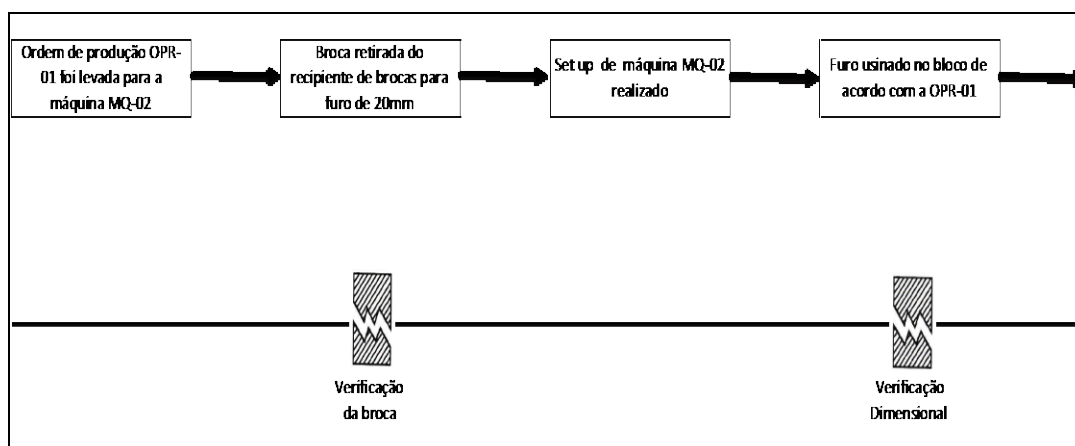 Ordem de produção OPR-
01 foi levada para a
máquina MQ-02
Broca retirada do
recipiente de brocas para
furo de 20mm
Set up de máquina MQ-02
realizado
Furo usinado no bloco de
acordo com a OPR-01
Verificação
da broca
Verificação
Dimensional